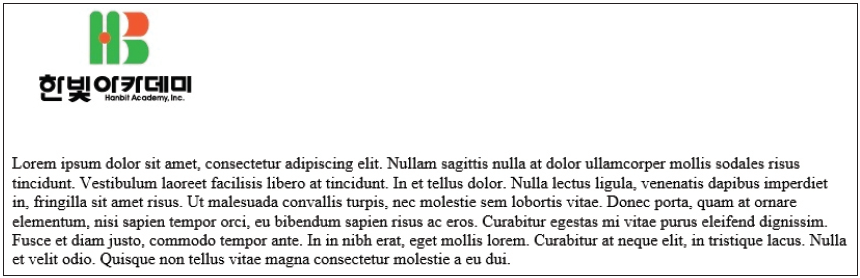 한빛아카데미
Hanbit Academy, Inc.
Lorem ipsum dolor sit amet, consectetur adipiscing elit. Nullam sagittis nulla at dolor ullamcorper mollis sodales risus
tincidunt. Vestibulum laoreet facilisis libero at tincidunt. In et tellus dolor. Nulla lectus ligula, venenatis dapibus imperdiet
in, fringilla sit amet risus. Ut malesuada convallis turpis, nec molestie sem lobortis vitae. Donec porta, quam at ornare
elementum, nisi sapien tempor orci, eu bibendum sapien risus ac eros. Curabitur egestas mi vitae purus eleifend dignissim.
Fusce et diam justo, commodo tempor ante. In in nibh erat, eget mollis lorem. Curabitur at neque elit, in tristique lacus. Nulla
et velit odio. Quisque non tellus vitae magna consectetur molestie a eu dui.